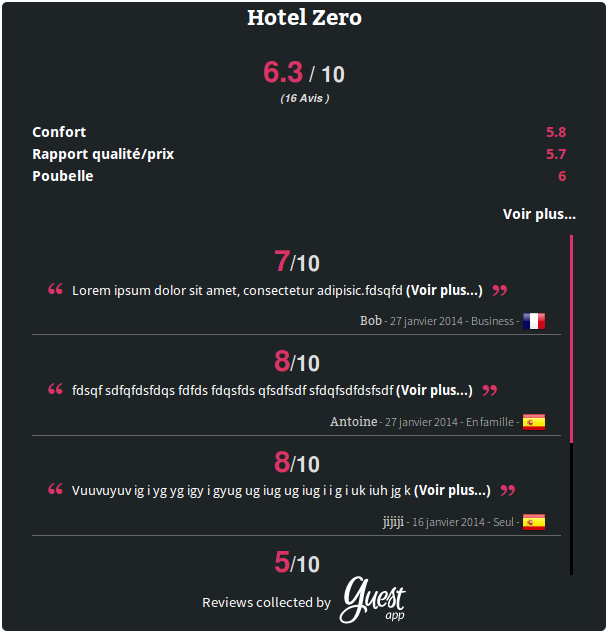 Hotel Zero
6.3 / 10
(16 Avis )
Confort 5.8
Rapport qualité/prix 5.7
Poubelle 6
Voir plus...
7/10
“ Lorem ipsum dolor sit amet, consectetur adipisic.fdsqfd (Voir plus...) ”
Bob - 27 janvier 2014 - Business -
8/10
“ fdsqf sdfqfdsfdqs fdfds fdqsfds qfsdfsdf sfdqfsdfdsfsdf (Voir plus...) ”
Antoine - 27 janvier 2014 - En famille -
8/10
“ Vuuvuyuv ig i yg yg igy i gyug ug iug ug iug i i g i uk iuh jg k (Voir plus...) ”
jijiji - 16 janvier 2014 - Seul -
5/10
Reviews collected by guest app